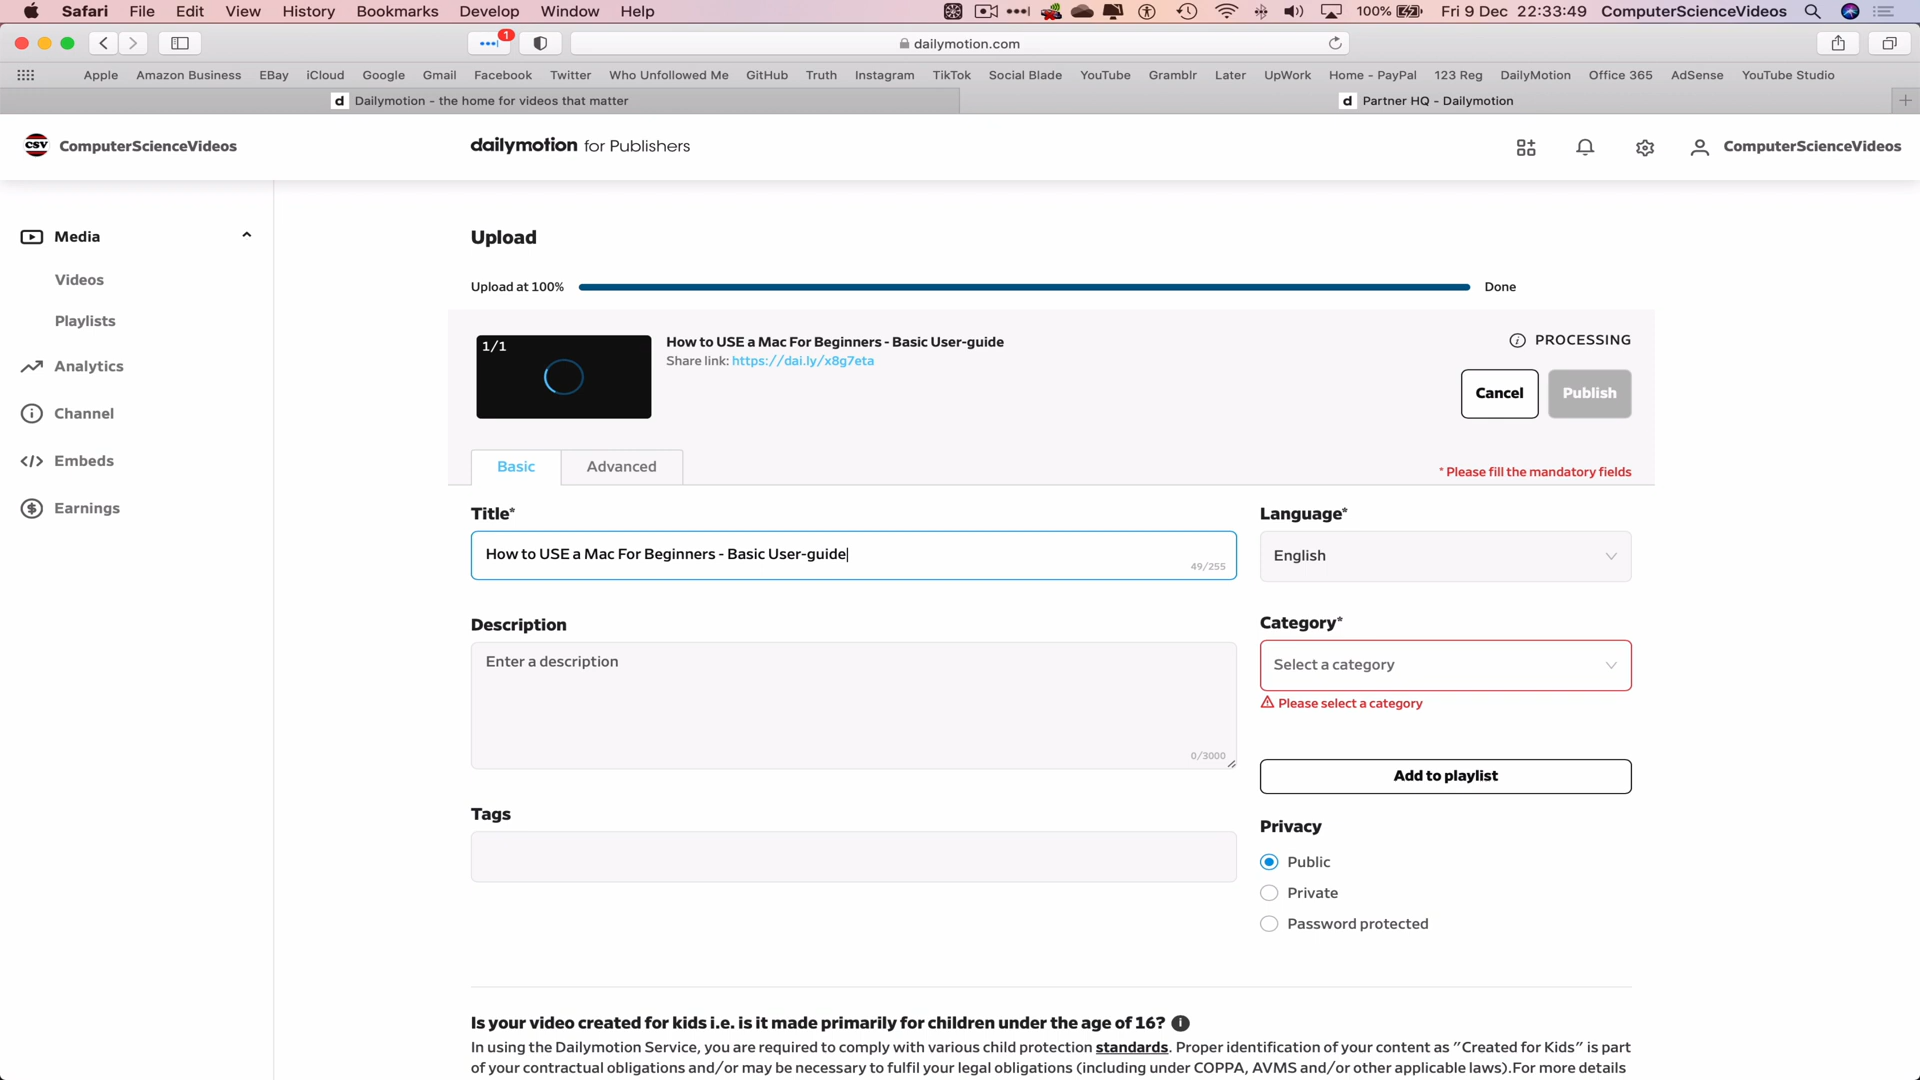 Safari File Edit View History Bookmarks Develop Window Help 100% Fri 9 Dec 22:33:49 ComputerScienceVideos
1
dailymotion.com
Apple Amazon Business EBay iCloud Google Gmail Facebook Twitter Who Unfollowed Me GitHub Truth Instagram TikTok Social Blade YouTube Gramblr Later UpWork Home - PayPal 123 Reg DailyMotion Office 365 AdSense YouTube Studio
d Dailymotion - the home for videos that matter
d Partner HQ - Dailymotion
CSV ComputerScienceVideos
dailymotion for Publishers
ComputerScienceVideos
Media
Videos
Playlists
Analytics
Channel
Embeds
Earnings
Upload
Upload at 100% Done
1/1
How to USE a Mac For Beginners - Basic User-guide
Share link: https://dai.ly/x8g7eta
PROCESSING
Cancel Publish
Basic Advanced
* Please fill the mandatory fields
Title*
How to USE a Mac For Beginners - Basic User-guide
49/255
Language*
English
Description
Enter a description
0/3000
Category*
Select a category
Please select a category
Add to playlist
Tags
Privacy
Public
Private
Password protected
Is your video created for kids i.e. is it made primarily for children under the age of 16?
In using the Dailymotion Service, you are required to comply with various child protection standards. Proper identification of your content as "Created for Kids" is part
of your contractual obligations and/or may be necessary to fulfil your legal obligations (including under COPPA, AVMS and/or other applicable laws).For more details